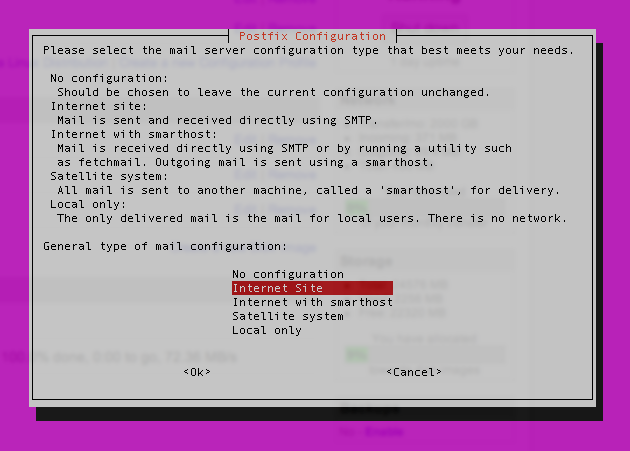 Postfix Configuration
Please select the mail server configuration type that best meets your needs.
No configuration:
Should be chosen to leave the current configuration unchanged.
Internet site:
Mail is sent and received directly using SMTP.
Internet with smarthost:
Mail is received directly using SMTP or by running a utility such
as fetchmail. Outgoing mail is sent using a smarthost.
Satellite system:
All mail is sent to another machine, called a 'smarthost', for delivery.
Local only:
The only delivered mail is the mail for local users. There is no network.
General type of mail configuration:
No configuration
Internet Site
Internet with smarthost
Satellite system
Local only
<Ok> <Cancel>